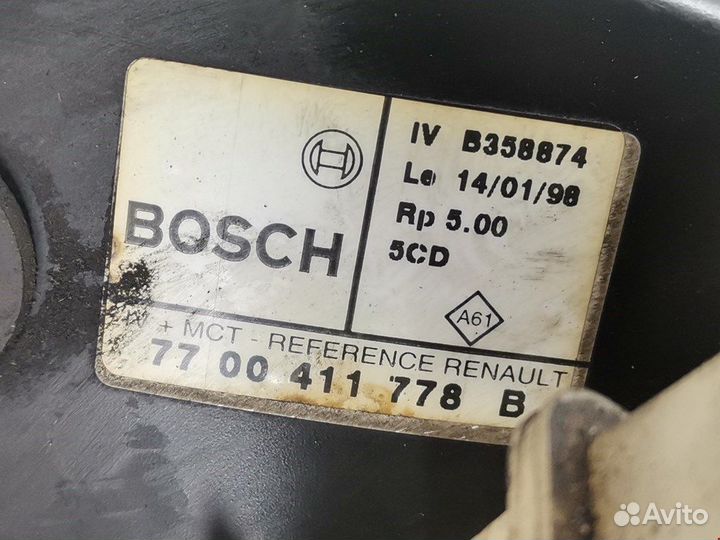 BOSCH
IV B358874
Le 14/01/98
Rp 5.00
5CD
A61
IV + MCT - REFERENCE RENAULT
77 00 411 778 B
Avito